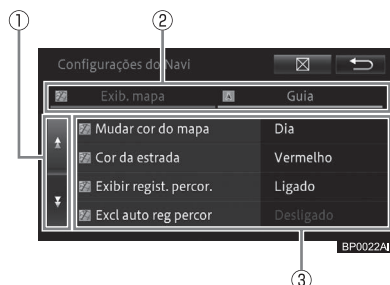 ① ②
Configurações do Navi
Exib. mapa Guia
Mudar cor do mapa Dia
Cor da estrada Vermelho
Exibir regist. percor. Ligado
Excl auto reg percor Desligado
BP0022AI
③